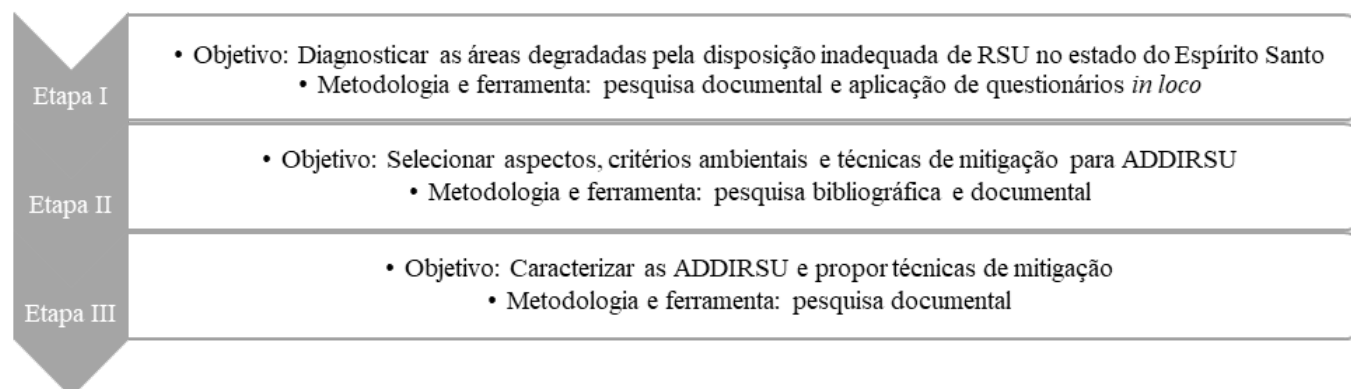 • Objetivo: Diagnosticar as áreas degradadas pela disposição inadequada de RSU no estado do Espírito Santo
• Metodologia e ferramenta: pesquisa documental e aplicação de questionários in loco
Etapa I
• Objetivo: Selecionar aspectos, critérios ambientais e técnicas de mitigação para ADDIRSU
• Metodologia e ferramenta: pesquisa bibliográfica e documental
Etapa II
• Objetivo: Caracterizar as ADDIRSU e propor técnicas de mitigação
• Metodologia e ferramenta: pesquisa documental
Etapa III